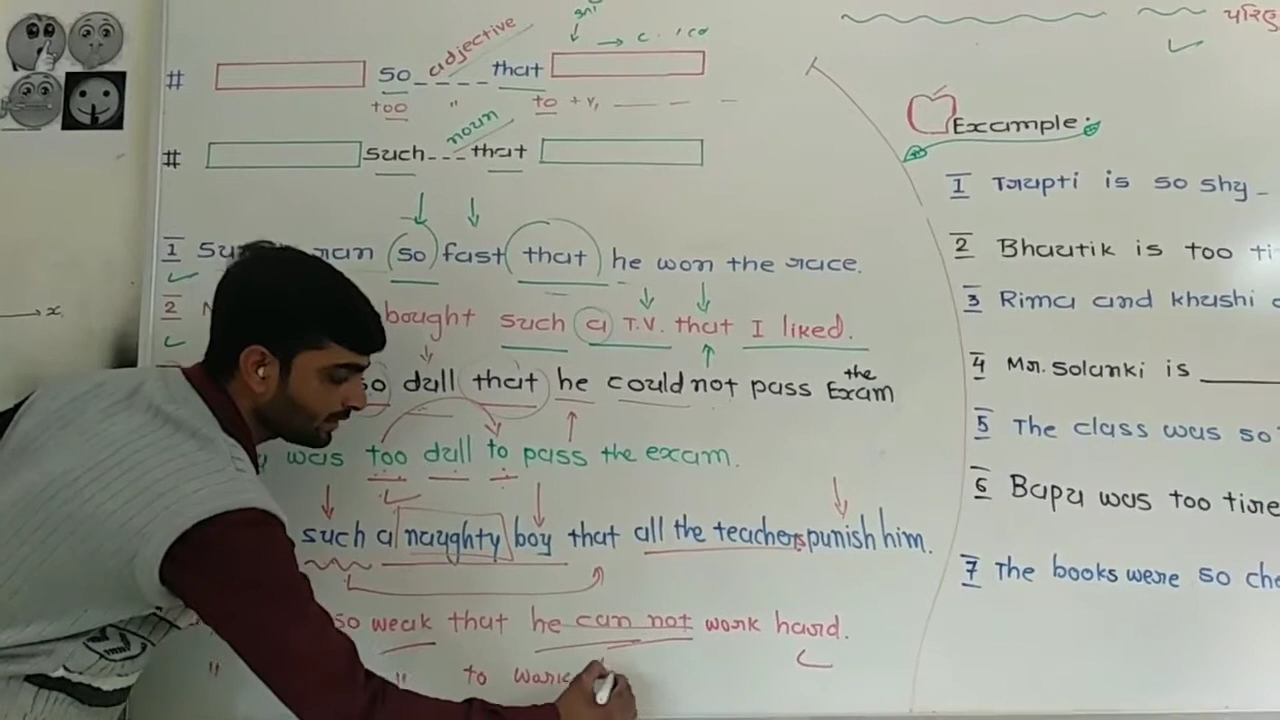 પરિણ
# so _ _ _ _ that
adjective
too " to + V₁ _ _ _
# such _ _ _ that
noun
1 ran so fast that he won the race.
2 bought such a T.V. that I liked.
so dull that he could not pass the Exam
was too dull to pass the exam.
such a nayghty boy that all the teachers punish him.
so weak that he can not work hard.
" " to work
Example:
1 is so shy _
2 Bhautik is too ti
3 Rima and Khushi
4 Mr. Solanki is _____
5 The class was so
6 Bapu was too tire
7 The books were so che
x